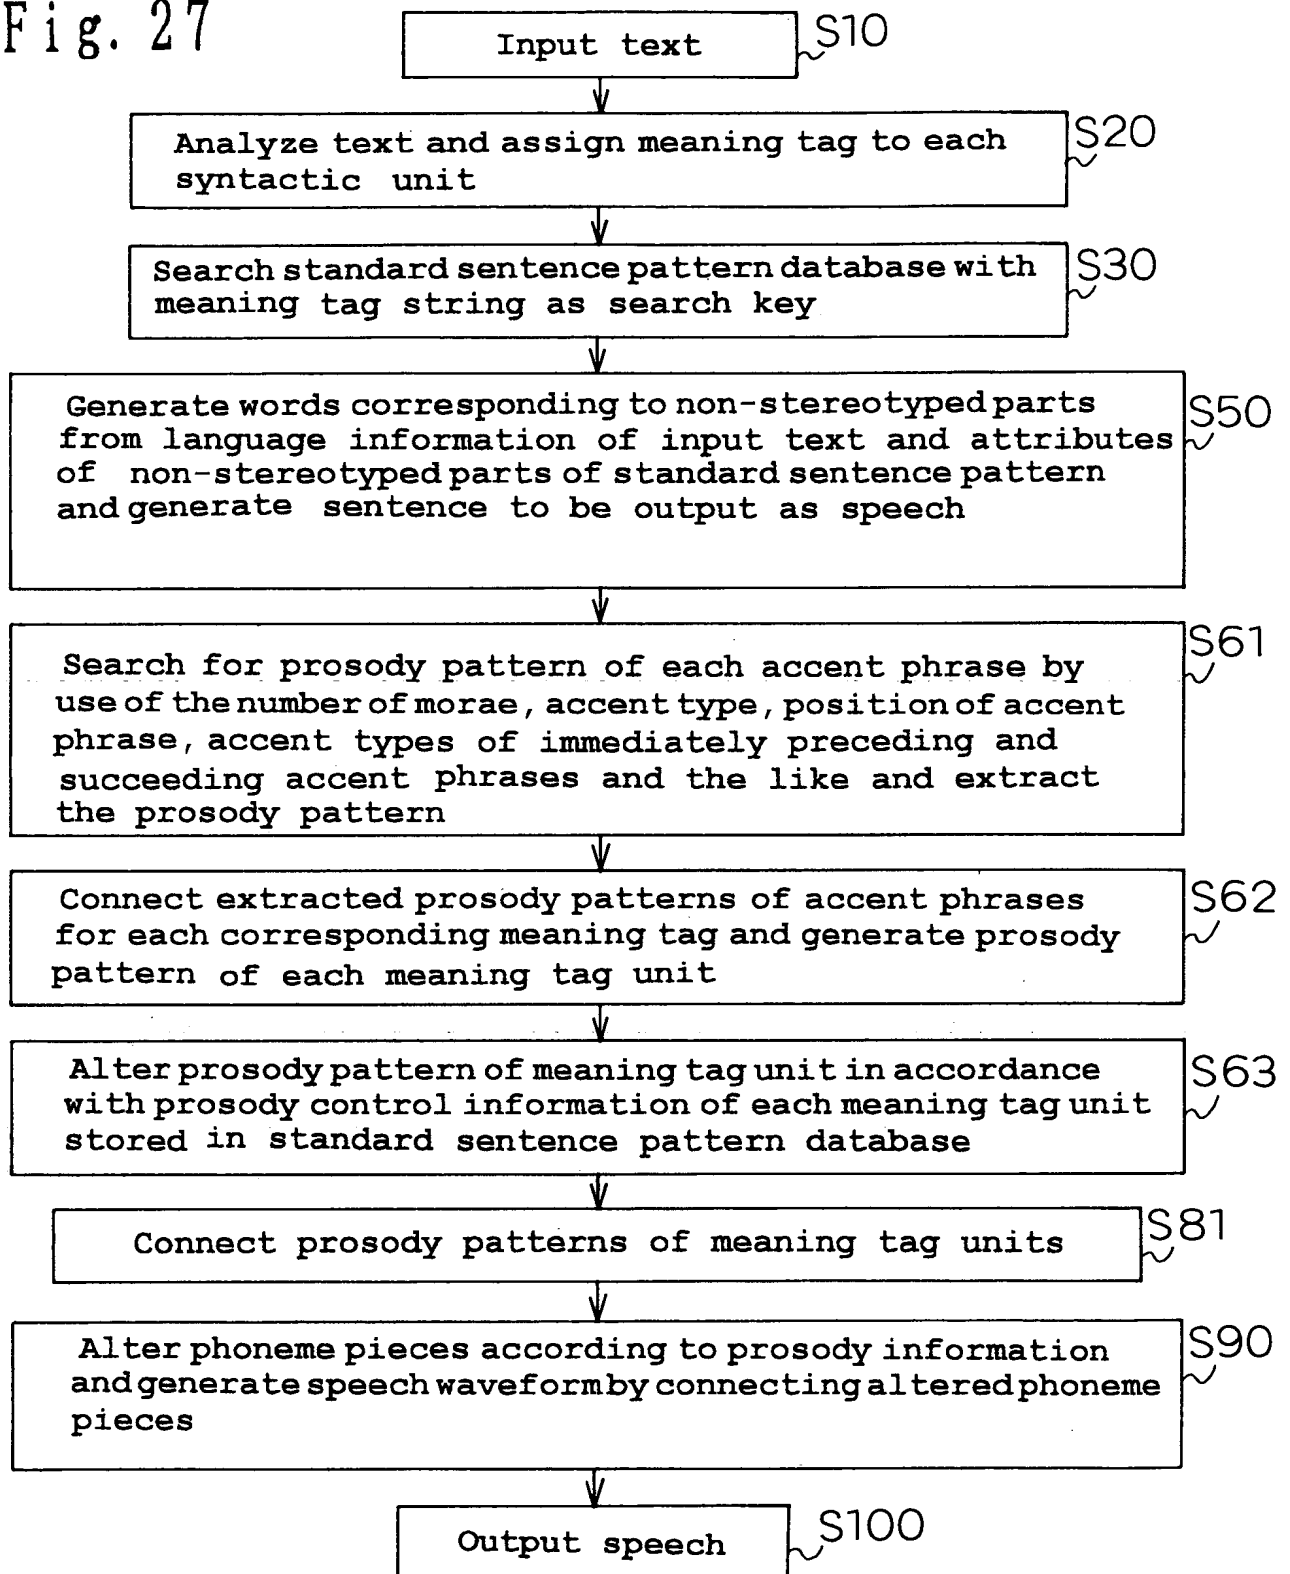 Fig. 27
Input text
S10
Analyze text and assign meaning tag to each
syntactic unit
S20
Search standard sentence pattern database with
meaning tag string as search key
S30
Generate words corresponding to non-stereotyped parts
from language information of input text and attributes
of non-stereotyped parts of standard sentence pattern
and generate sentence to be output as speech
S50
Search for prosody pattern of each accent phrase by
use of the number of morae, accent type, position of accent
phrase, accent types of immediately preceding and
succeeding accent phrases and the like and extract
the prosody pattern
S61
Connect extracted prosody patterns of accent phrases
for each corresponding meaning tag and generate prosody
pattern of each meaning tag unit
S62
Alter prosody pattern of meaning tag unit in accordance
with prosody control information of each meaning tag unit
stored in standard sentence pattern database
S63
Connect prosody patterns of meaning tag units
S81
Alter phoneme pieces according to prosody information
and generate speech waveform by connecting altered phoneme
pieces
S90
Output speech
S100